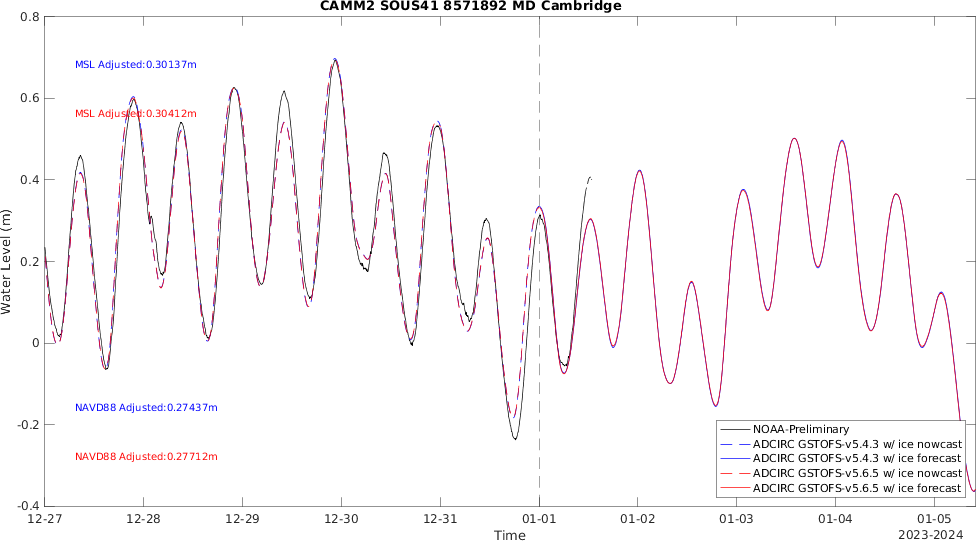 CAMM2 SOUS41 8571892 MD Cambridge
0.8
0.6
0.4
0.2
0
-0.2
-0.4
Water Level (m)
MSL Adjusted:0.30137m
MSL Adjusted:0.30412m
NAVD88 Adjusted:0.27437m
NAVD88 Adjusted:0.27712m
NOAA-Preliminary
ADCIRC GSTOFS-v5.4.3 w/ ice nowcast
ADCIRC GSTOFS-v5.4.3 w/ ice forecast
ADCIRC GSTOFS-v5.6.5 w/ ice nowcast
ADCIRC GSTOFS-v5.6.5 w/ ice forecast
12-27 12-28 12-29 12-30 12-31 01-01 01-02 01-03 01-04 01-05
Time
2023-2024